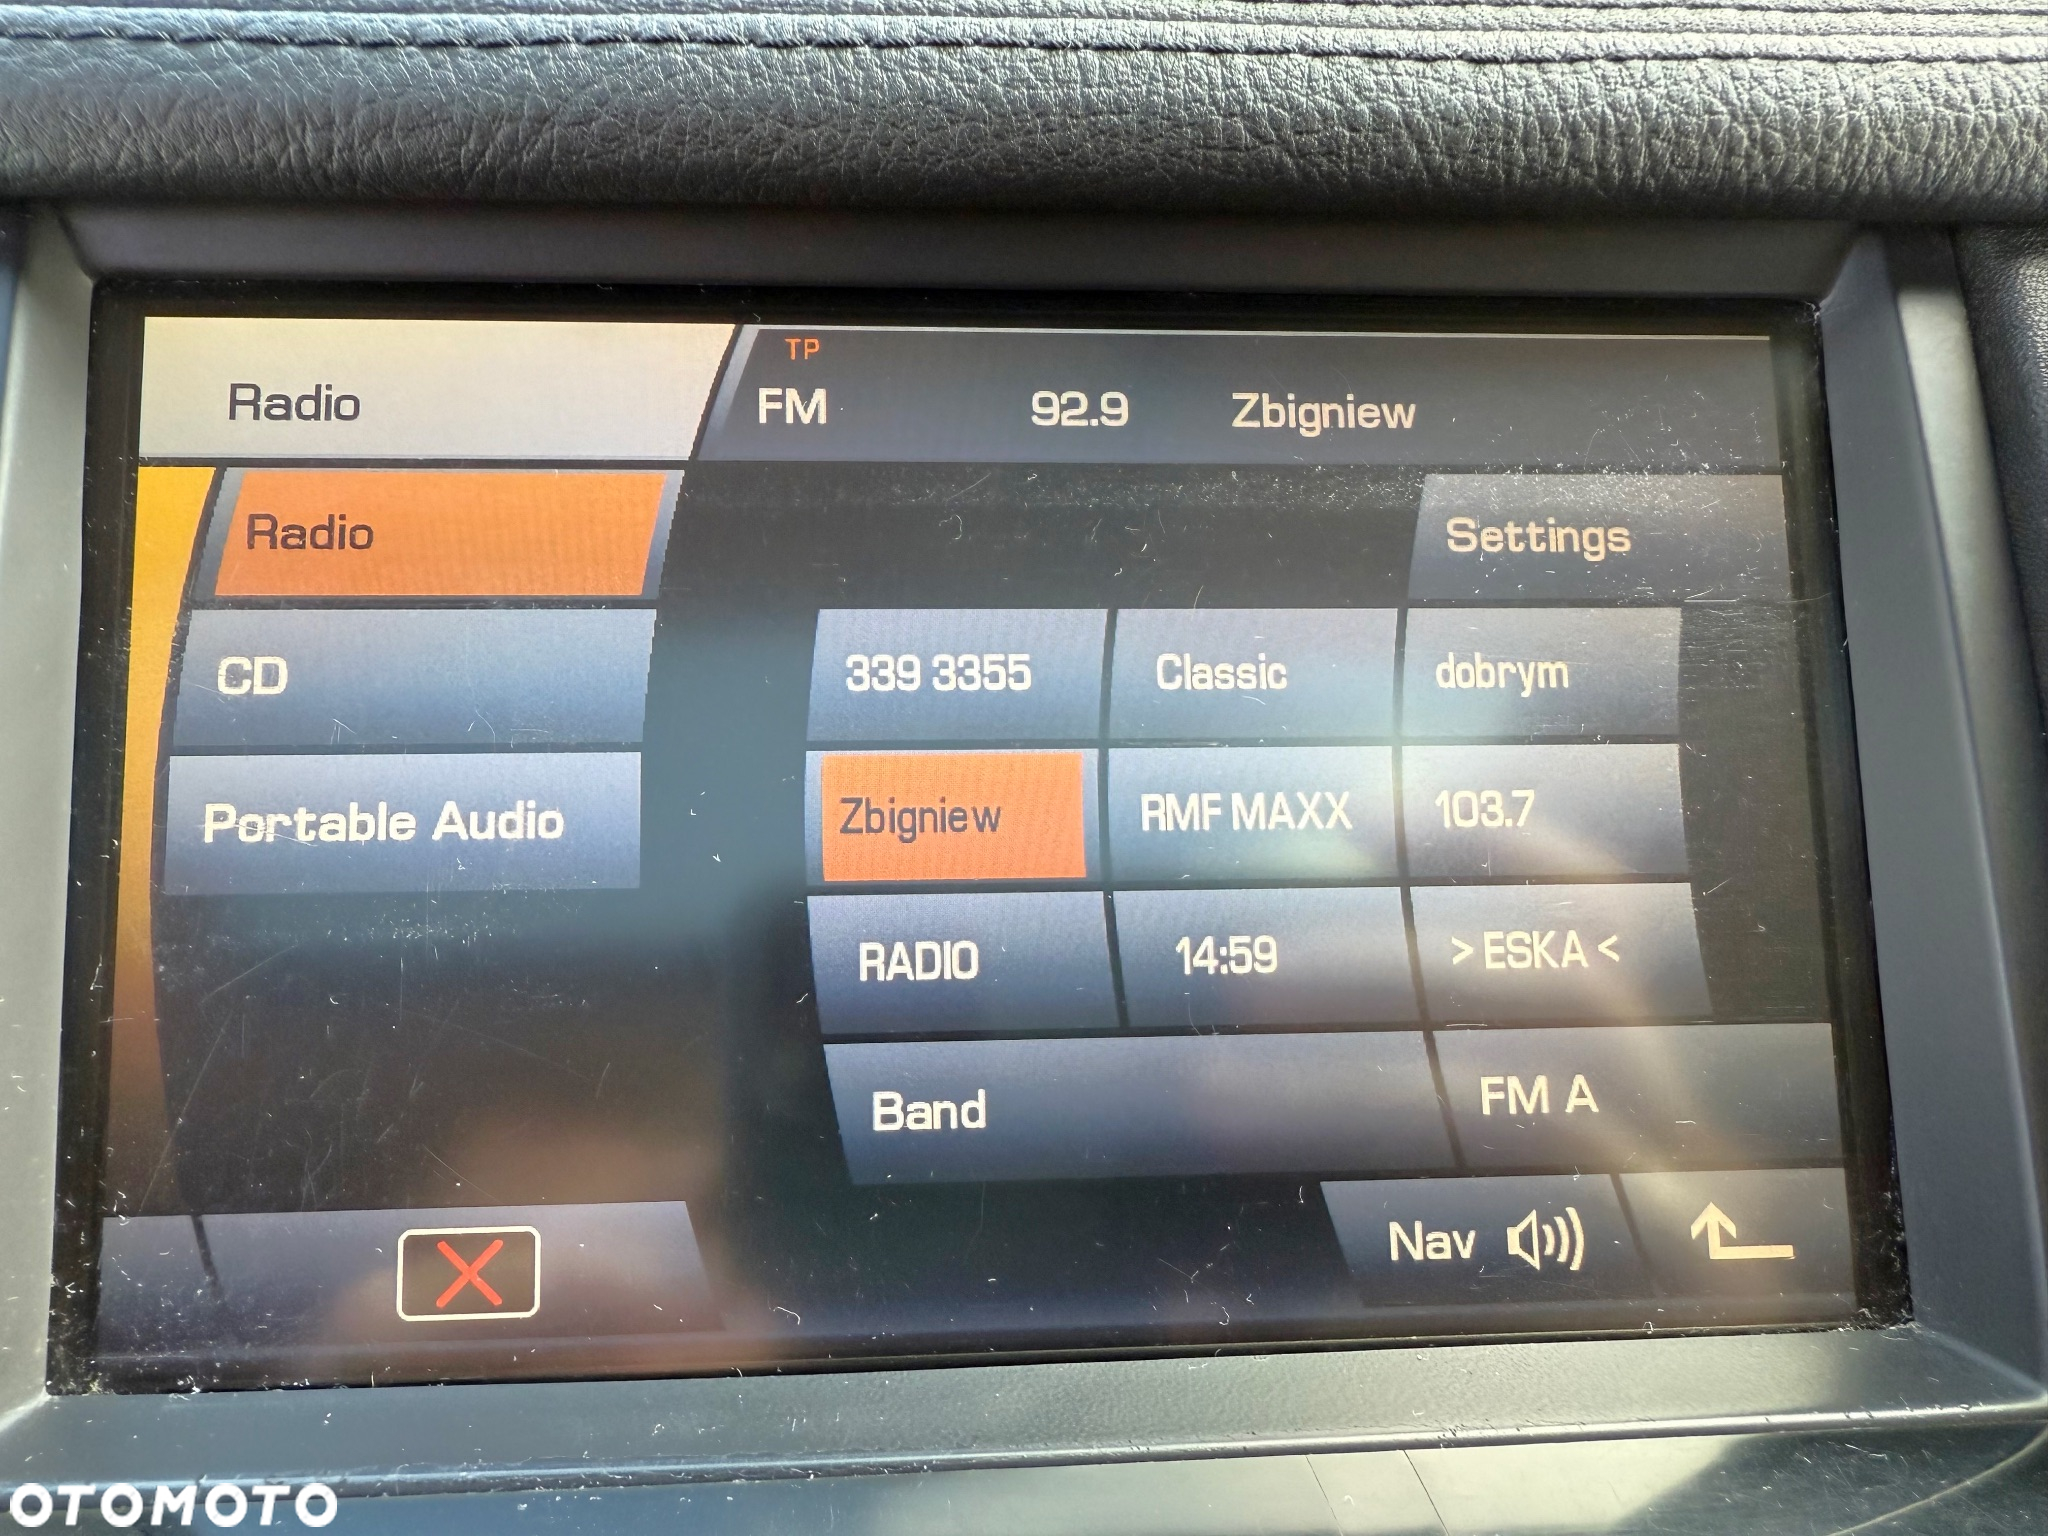 TP
Radio FM 92.9 Zbigniew
Radio Settings
CD 339 3355 Classic dobrym
Portable Audio Zbigniew RMF MAXX 103.7
RADIO 14:59 >ESKA<
Band FM A
Nav
OTOMOTO